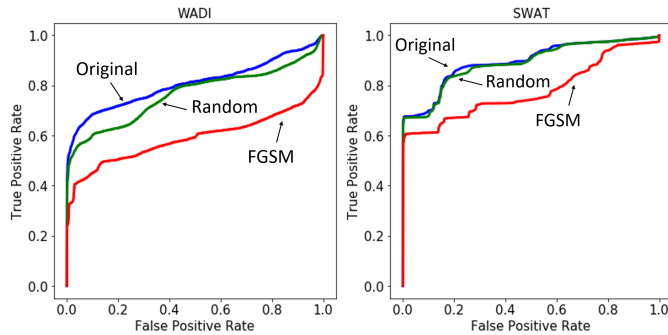 WADI
1.0
0.8
0.6
0.4
0.2
0.0
True Positive Rate
Original
Random
FGSM
0.0 0.2 0.4 0.6 0.8 1.0
False Positive Rate
SWAT
1.0
0.8
0.6
0.4
0.2
0.0
True Positive Rate
Original
Random
FGSM
0.0 0.2 0.4 0.6 0.8 1.0
False Positive Rate